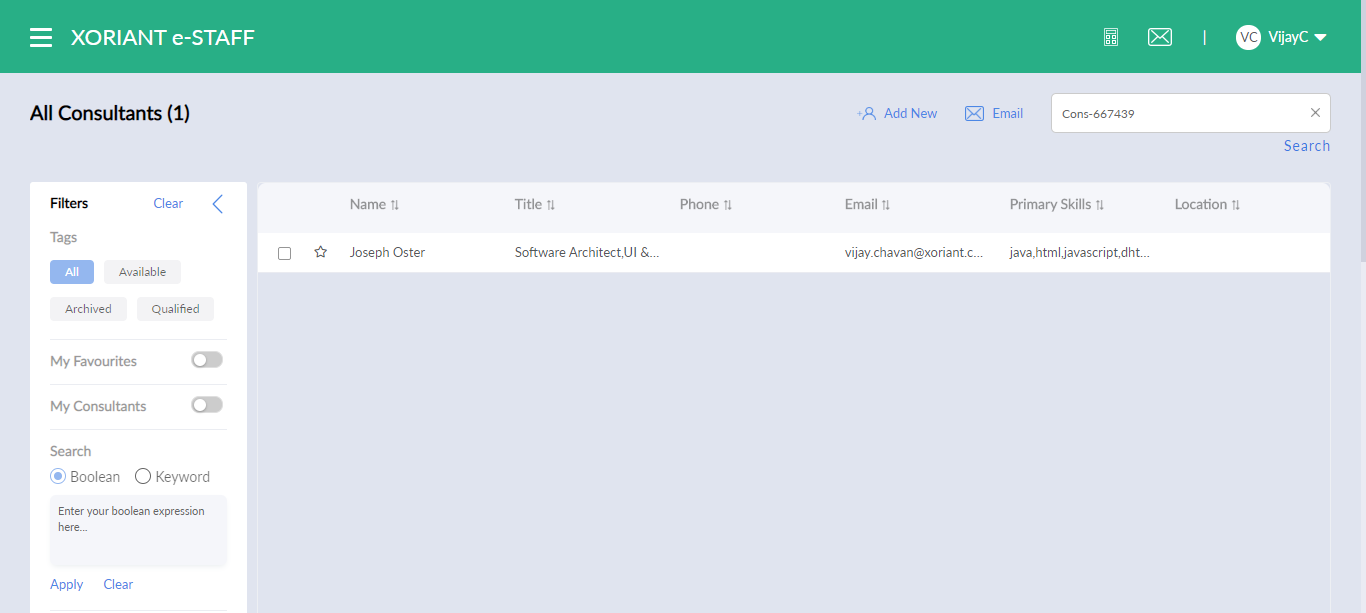 XORIANT e-STAFF
VC VijayC
All Consultants (1)
Add New
Email
Cons-667439
Search
Filters Clear
Name Title Phone Email Primary Skills Location
Tags
Joseph Oster Software Architect,UI &... vijay.chavan@xoriant.c... java,html,javascript,dht...
All Available
Archived Qualified
My Favourites
My Consultants
Search
Boolean Keyword
Enter your boolean expression
here...
Apply Clear